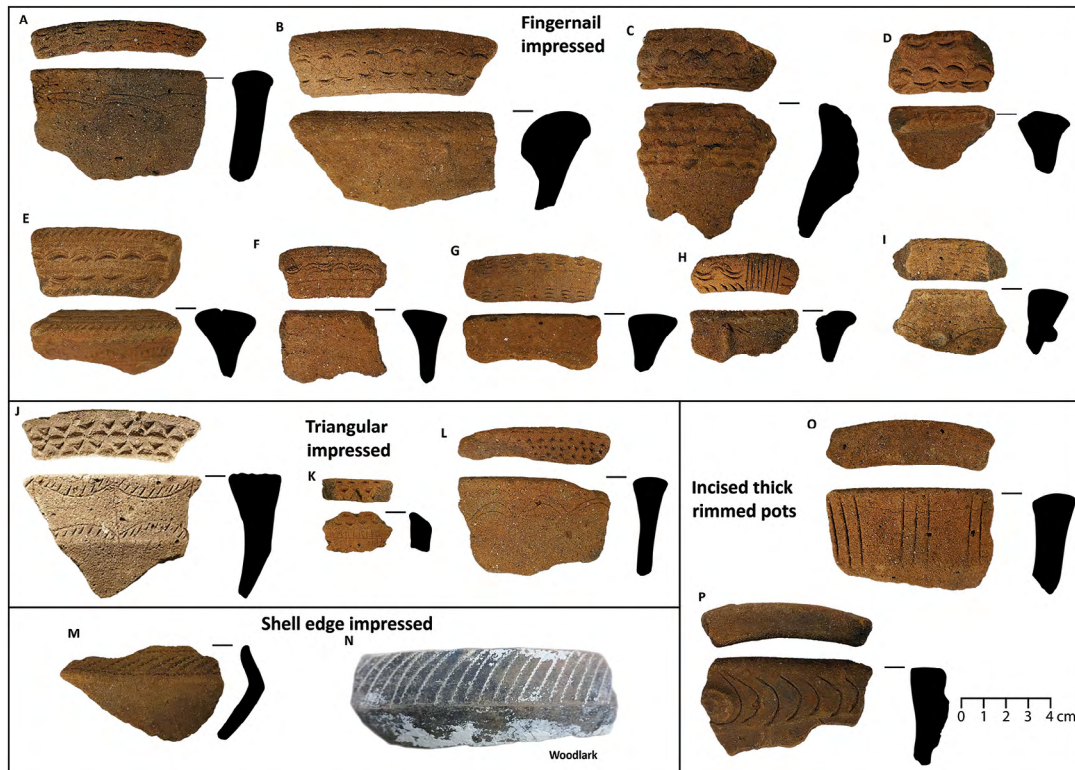 A
B
Fingernail
impressed
C
D
E
F
G
H
I
J
Triangular
impressed
K
L
Incised thick
rimmed pots
O
Shell edge impressed
M
N
Woodlark
P
0 1 2 3 4 cm